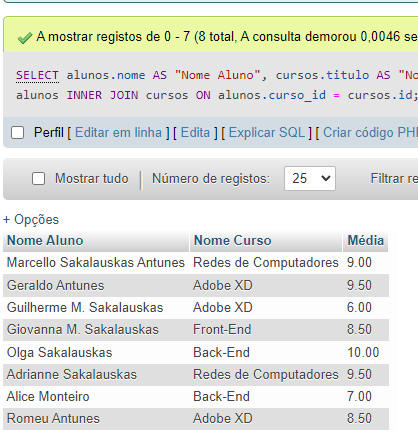 A mostrar registos de 0 - 7 (8 total, A consulta demorou 0,0046
SELECT alunos.nome AS "Nome Aluno", cursos.titulo AS
alunos INNER JOIN cursos ON alunos.curso_id = cursos.id;
Perfil [ Editar em linha ] [ Edita ] [ Explicar SQL ] [ Criar código
Mostrar tudo | Número de registos: 25 Filtrar
+ Opções
Nome Aluno Nome Curso Média
Marcello Sakalauskas Antunes Redes de Computadores 9.00
Geraldo Antunes Adobe XD 9.50
Guilherme M. Sakalauskas Adobe XD 6.00
Giovanna M. Sakalauskas Front-End 8.50
Olga Sakalauskas Back-End 10.00
Adrianne Sakalauskas Redes de Computadores 9.50
Alice Monteiro Back-End 7.00
Romeu Antunes Adobe XD 8.50